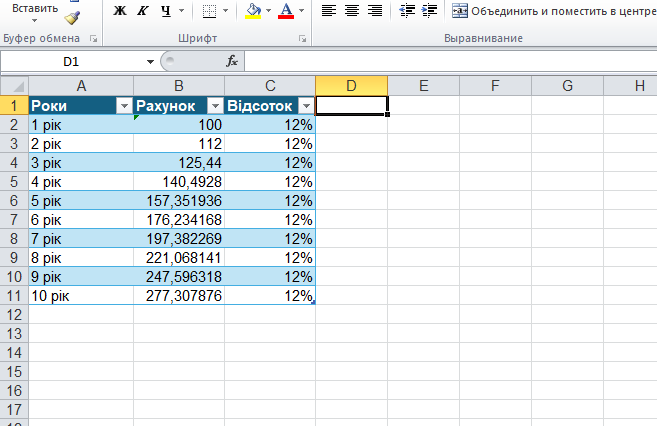 Вставить
Ж К Ч А
Объединить и поместить в центре
Буфер обмена Шрифт Выравнивание
D1 fx
A B C D E F G H
1 Роки Рахунок Відсоток
2 1 рік 100 12%
3 2 рік 112 12%
4 3 рік 125,44 12%
5 4 рік 140,4928 12%
6 5 рік 157,351936 12%
7 6 рік 176,234168 12%
8 7 рік 197,382269 12%
9 8 рік 221,068141 12%
10 9 рік 247,596318 12%
11 10 рік 277,307876 12%
12
13
14
15
16
17